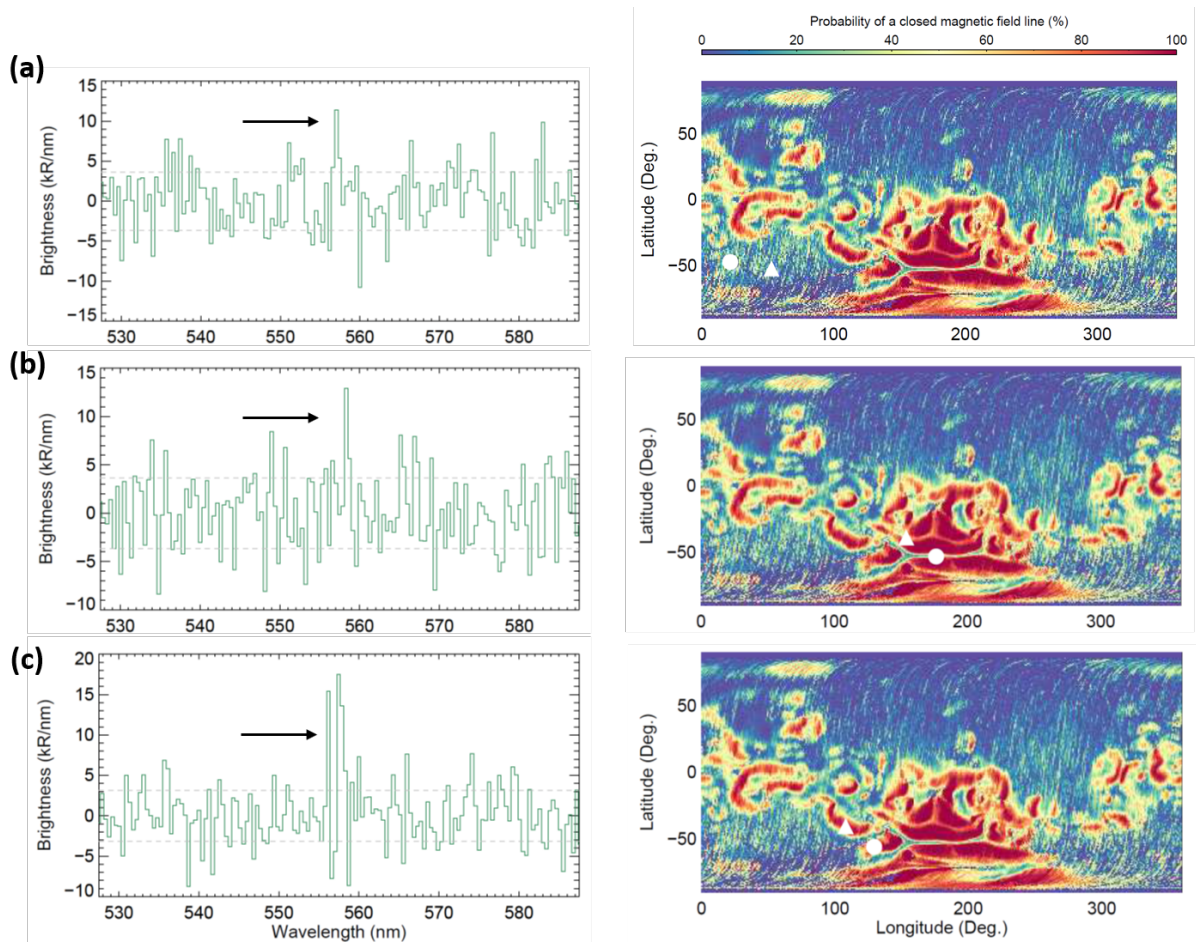 Probability of a closed magnetic field line (%)
0 20 40 60 80 100
(a)
15
10
5
0
−5
−10
−15
Brightness (kR/nm)
530 540 550 560 570 580
50
0
−50
Latitude (Deg.)
0 100 200 300
(b)
15
10
5
0
−5
−10
Brightness (kR/nm)
530 540 550 560 570 580
50
0
−50
Latitude (Deg.)
0 100 200 300
(c)
20
15
10
5
0
−5
−10
Brightness (kR/nm)
530 540 550 560 570 580
Wavelength (nm)
50
0
−50
Latitude (Deg.)
0 100 200 300
Longitude (Deg.)